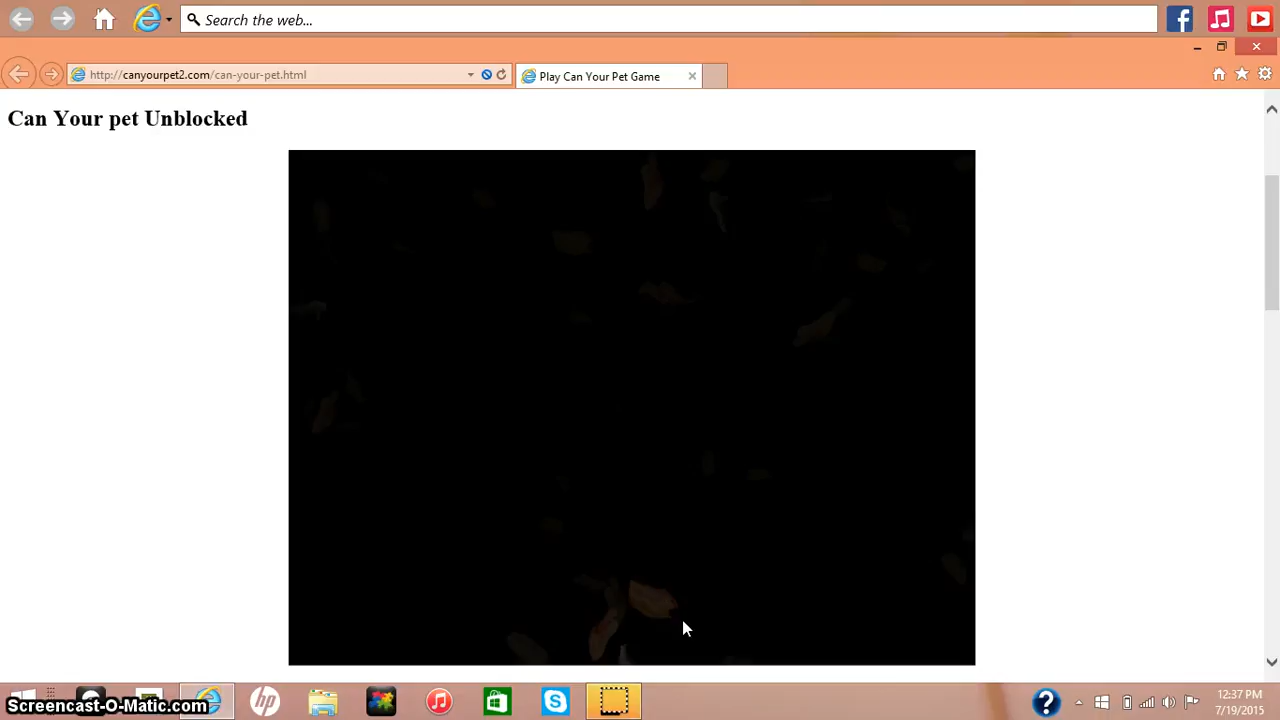 Search the web...
http://canyourpet2.com/can-your-pet.html
Play Can Your Pet Game
Can Your pet Unblocked
Screencast-O-Matic.com
hp
12:37 PM
7/19/2015